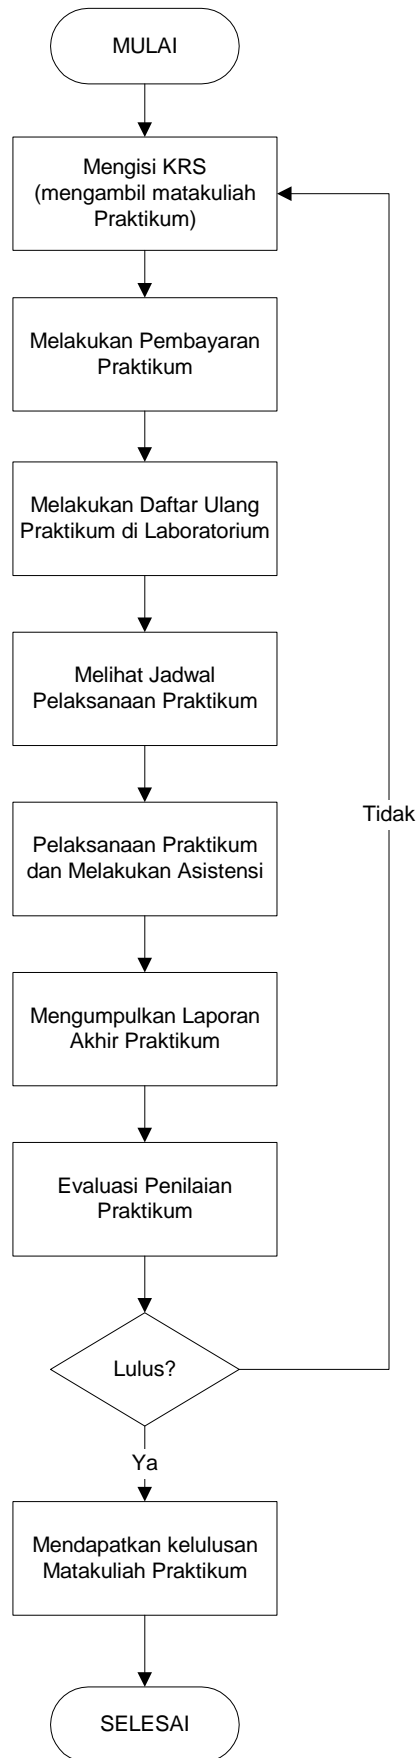 MULAI
Mengisi KRS
(mengambil matakuliah
Praktikum)
Melakukan Pembayaran
Praktikum
Melakukan Daftar Ulang
Praktikum di Laboratorium
Melihat Jadwal
Pelaksanaan Praktikum
Tidak
Pelaksanaan Praktikum
dan Melakukan Asistensi
Mengumpulkan Laporan
Akhir Praktikum
Evaluasi Penilaian
Praktikum
Lulus?
Ya
Mendapatkan kelulusan
Matakuliah Praktikum
SELESAI